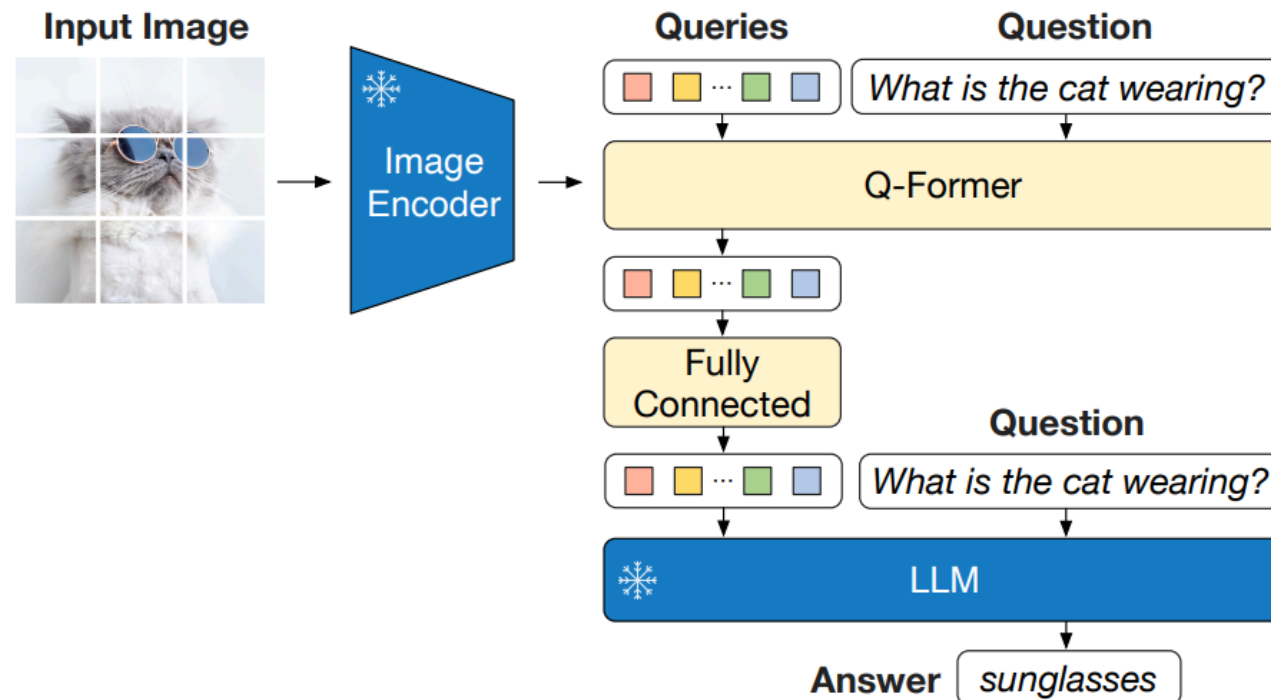 Input Image
Queries
Question
...
What is the cat wearing?
Image
Encoder
Q-Former
...
Fully
Connected
Question
...
What is the cat wearing?
LLM
Answer
sunglasses